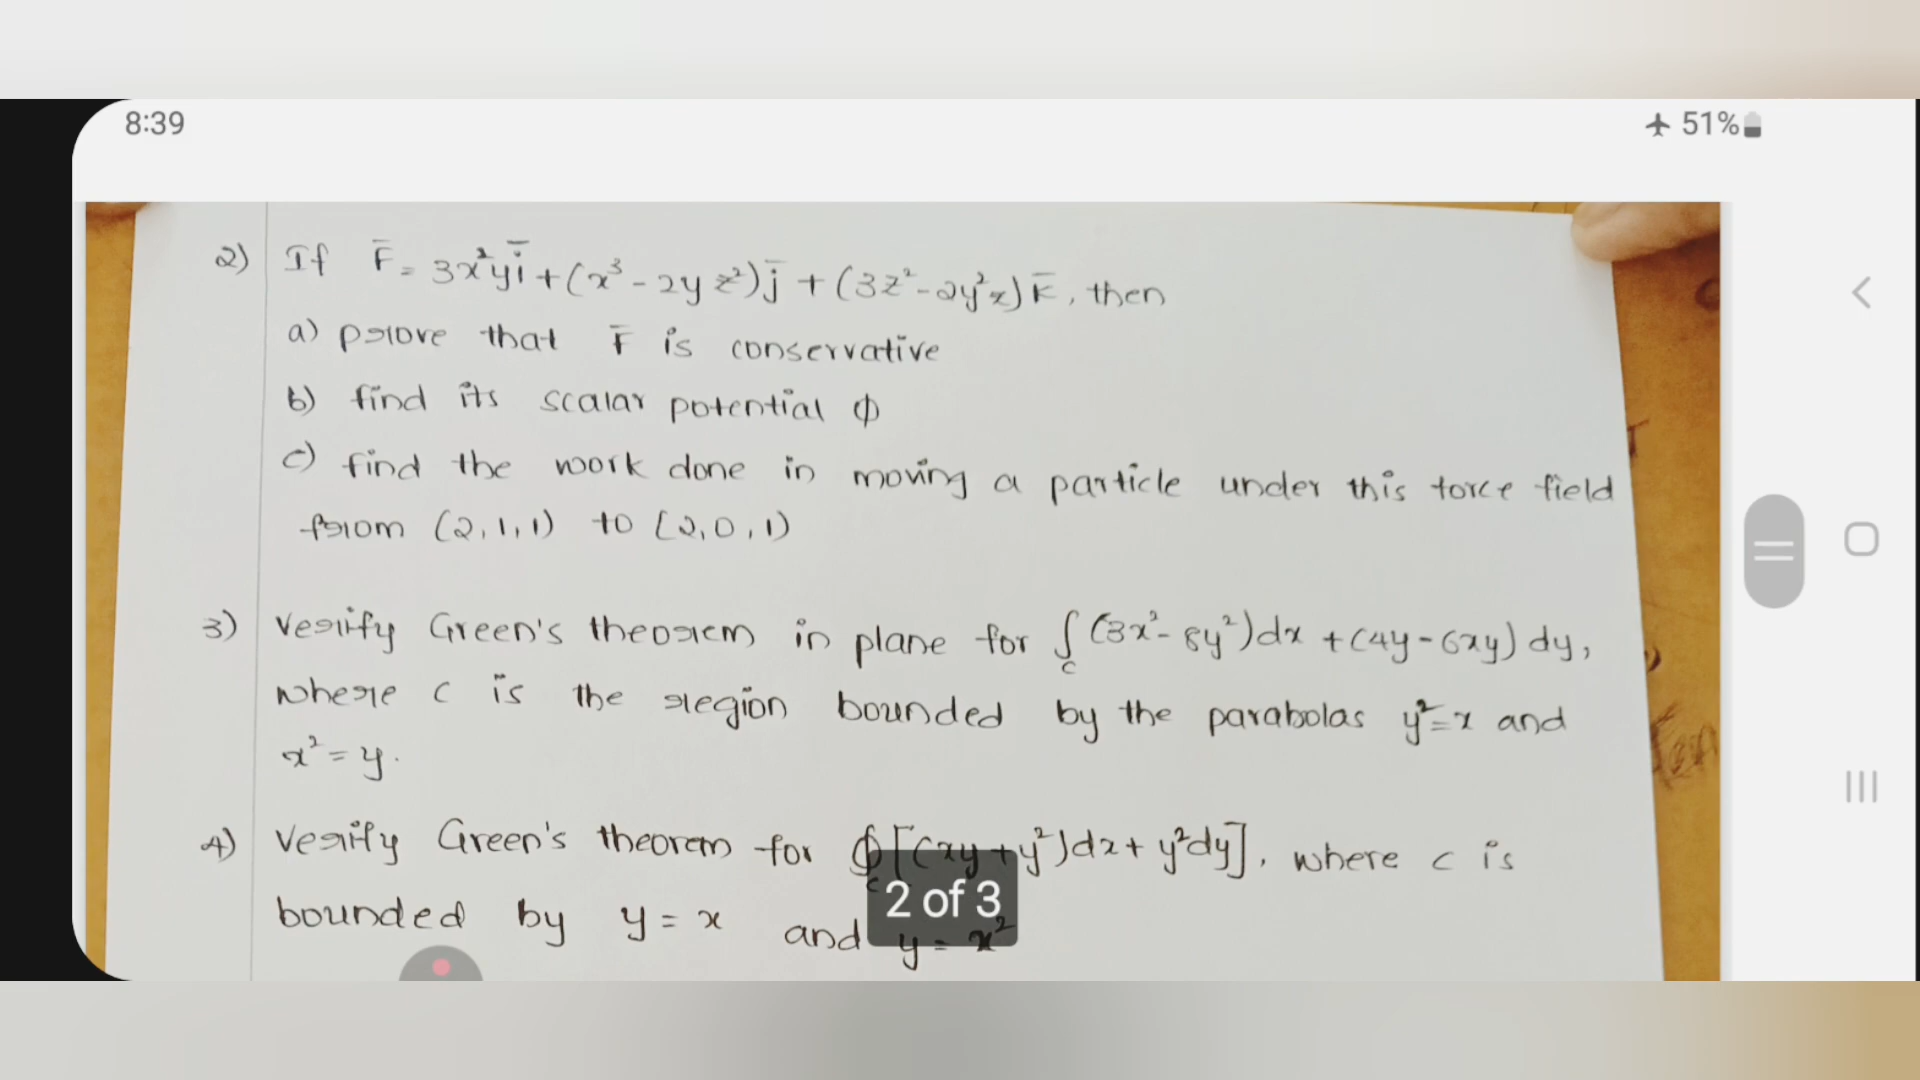 8:39
51%
2) If F̄ = 3x²yī + (x³ - 2yz²)j̄ + (3z² - 2y²z)k̄, then
a) prove that F̄ is conservative
b) find its scalar potential ϕ
c) find the work done in moving a particle under this force field
from (2,1,1) to (2,0,1)
3) Verify Green's theorem in plane for ∫c (3x² - 8y²)dx + (4y - 6xy)dy,
where c is the region bounded by the parabolas y² = x and
x² = y.
4) Verify Green's theorem for ∮c [(xy + y²)dx + y²dy], where c is
2 of 3
bounded by y = x and y = x²